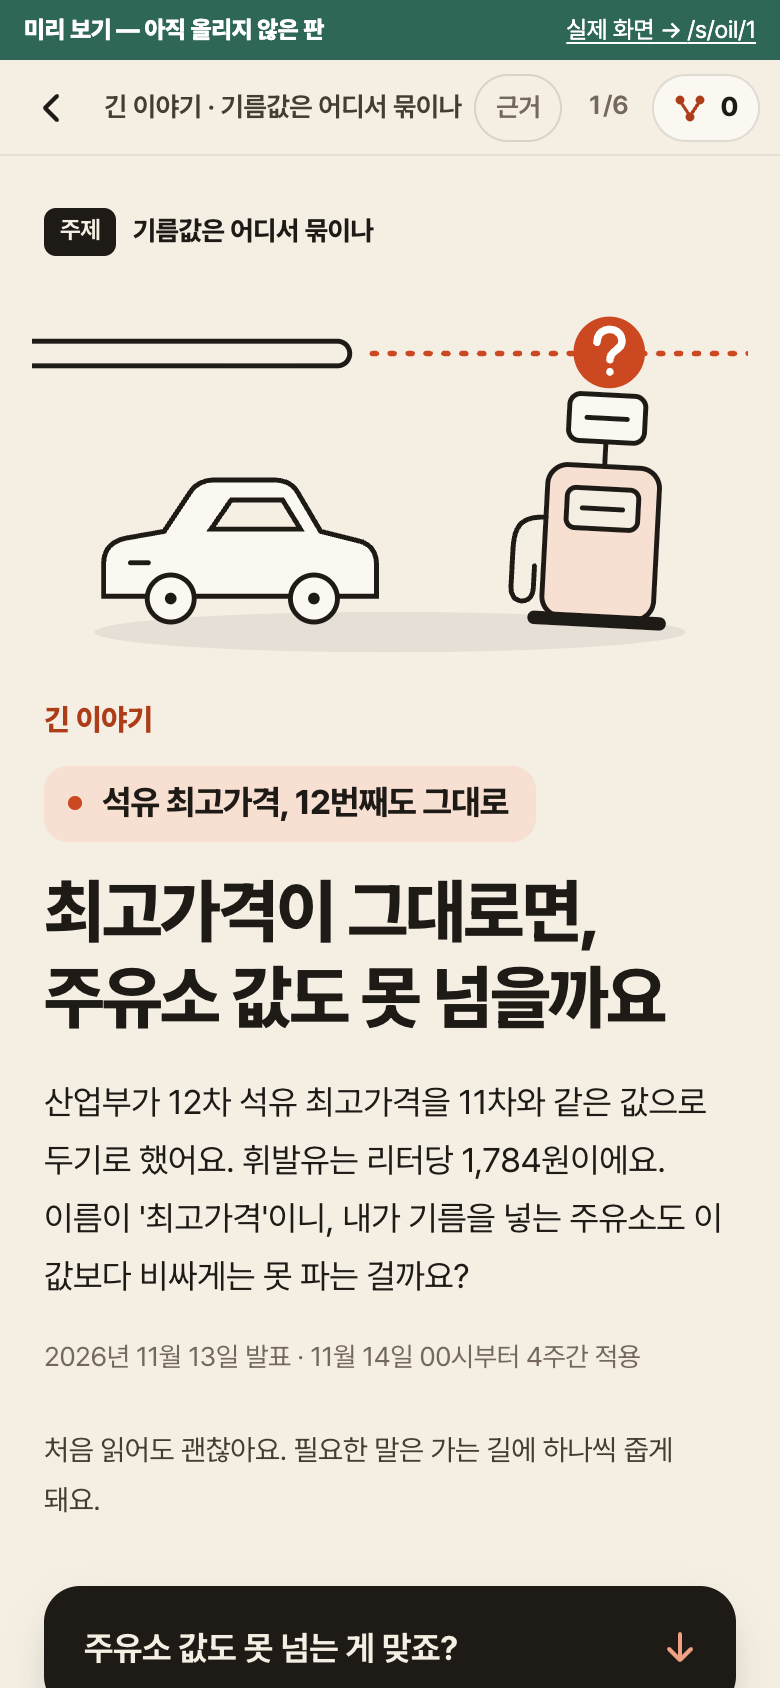 미리 보기 — 아직 올리지 않은 판
실제 화면 → /s/oil/1
긴 이야기 · 기름값은 어디서 묶이나
근거
1/6
0
주제
기름값은 어디서 묶이나
?
긴 이야기
석유 최고가격, 12번째도 그대로
최고가격이 그대로면,
주유소 값도 못 넘을까요
산업부가 12차 석유 최고가격을 11차와 같은 값으로
두기로 했어요. 휘발유는 리터당 1,784원이에요.
이름이 '최고가격'이니, 내가 기름을 넣는 주유소도 이
값보다 비싸게는 못 파는 걸까요?
2026년 11월 13일 발표 · 11월 14일 00시부터 4주간 적용
처음 읽어도 괜찮아요. 필요한 말은 가는 길에 하나씩 줍게
돼요.
주유소 값도 못 넘는 게 맞죠?